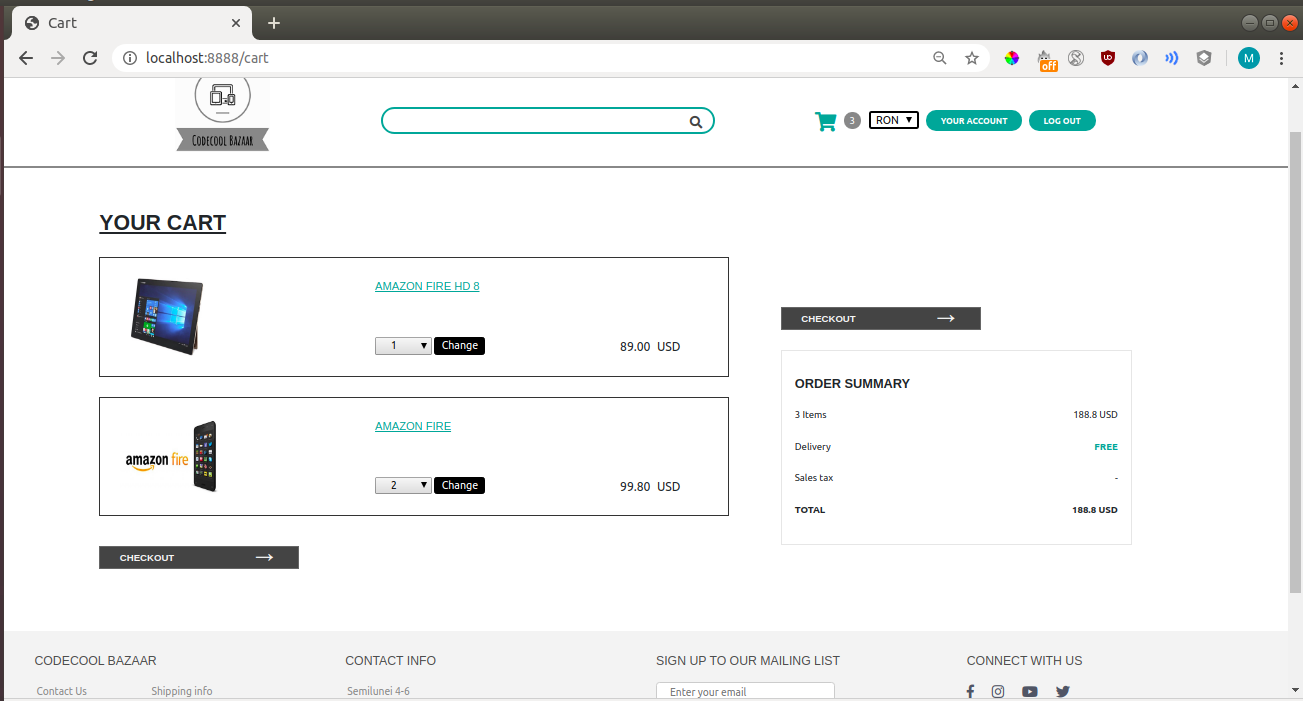 Cart
localhost:8888/cart
off
M
CODECOOL BAZAAR
3
RON
YOUR ACCOUNT
LOG OUT
YOUR CART
AMAZON FIRE HD 8
1
Change
89.00 USD
AMAZON FIRE
amazon fire
2
Change
99.80 USD
CHECKOUT
CHECKOUT
ORDER SUMMARY
3 Items 188.8 USD
Delivery FREE
Sales tax -
TOTAL 188.8 USD
CODECOOL BAZAAR
Contact Us Shipping info
CONTACT INFO
Semilunei 4-6
SIGN UP TO OUR MAILING LIST
Enter your email
CONNECT WITH US